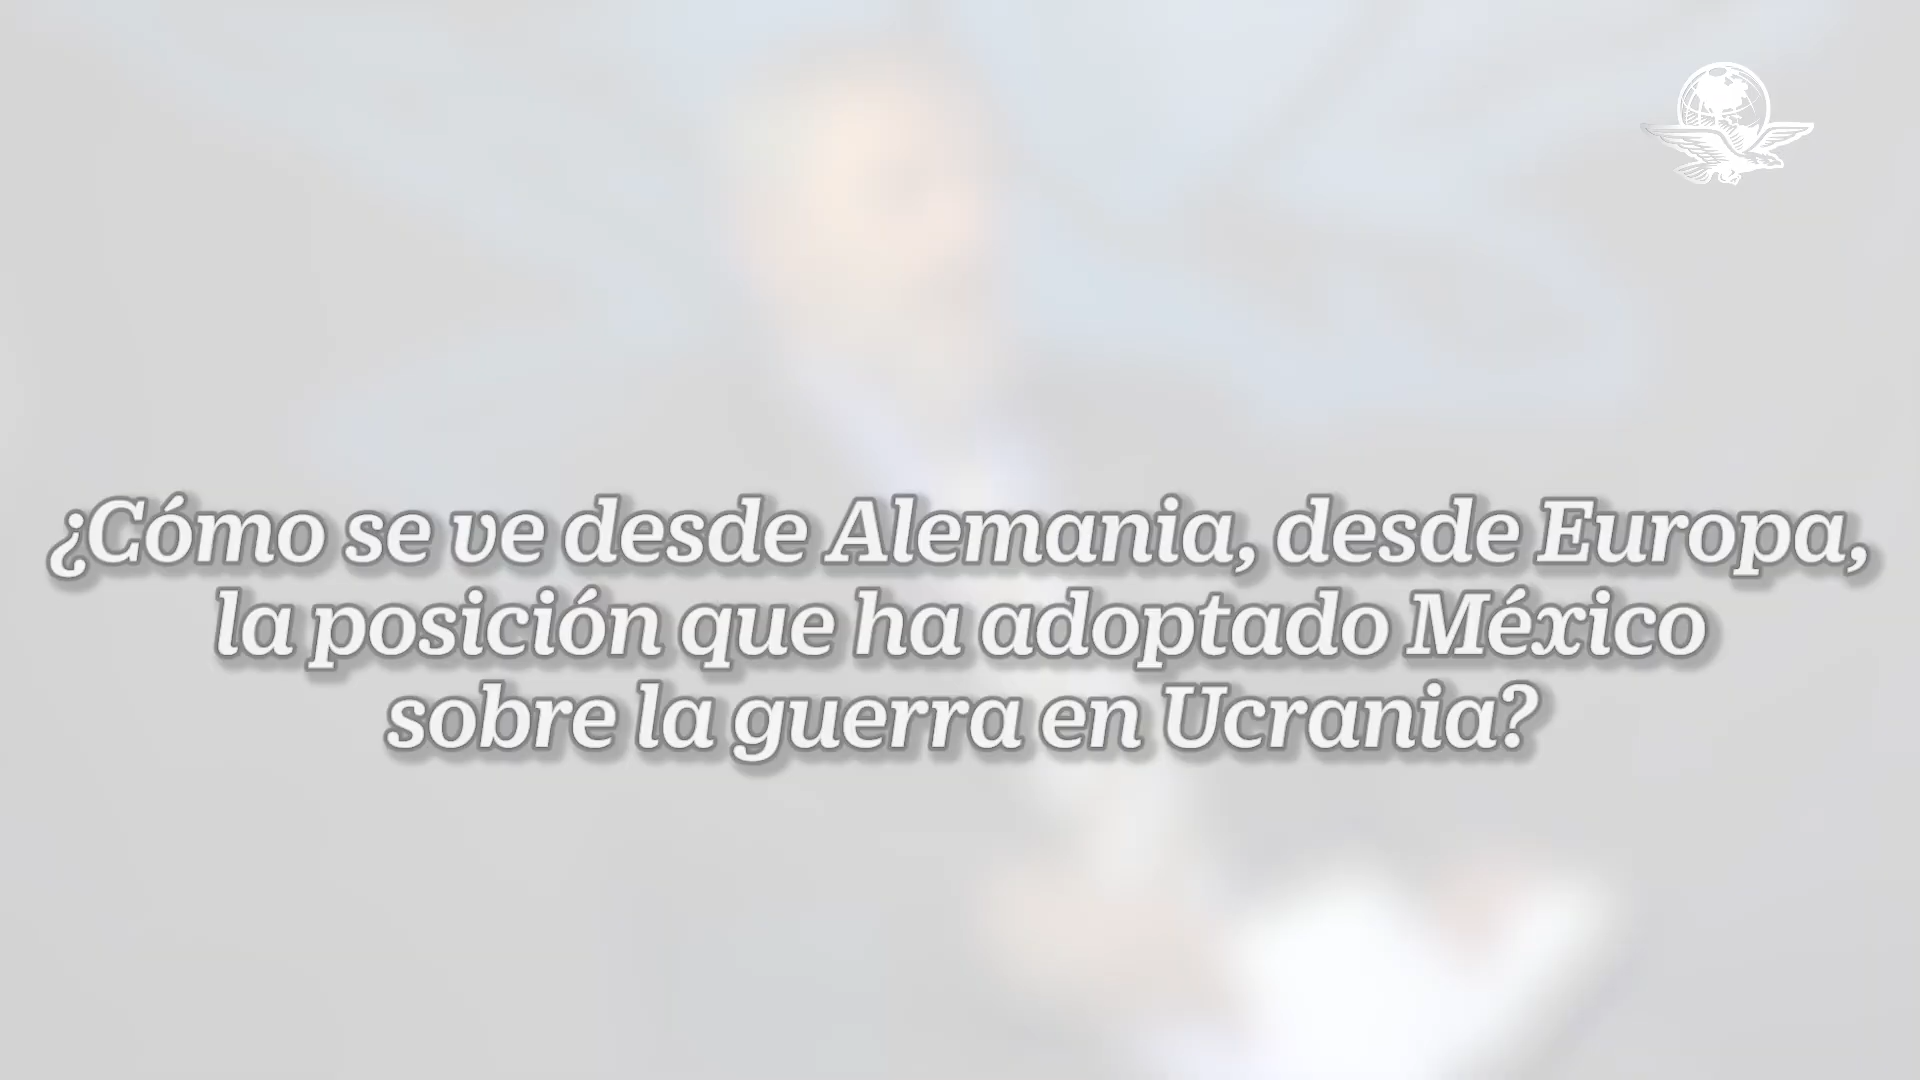 ¿Cómo se ve desde Alemania, desde Europa,
la posición que ha adoptado México
sobre la guerra en Ucrania?